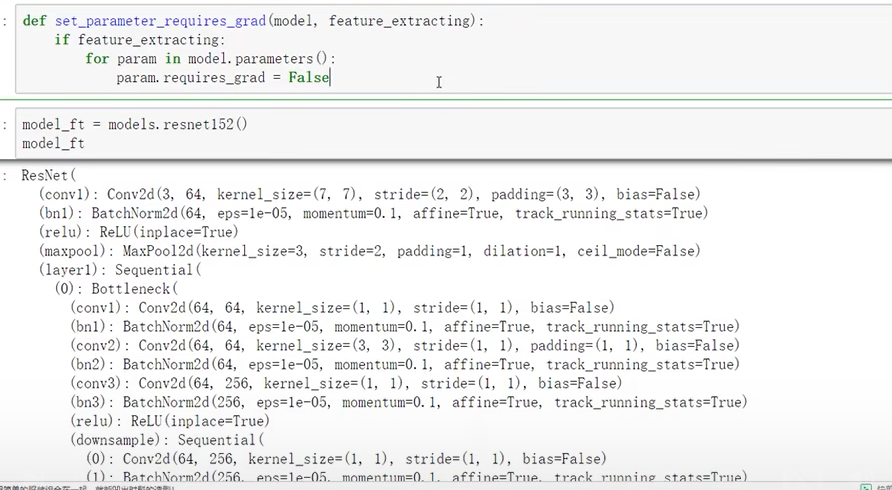 : def set_parameter_requires_grad(model, feature_extracting):
if feature_extracting:
for param in model.parameters():
param.requires_grad = False
: model_ft = models.resnet152()
model_ft
: ResNet(
(conv1): Conv2d(3, 64, kernel_size=(7, 7), stride=(2, 2), padding=(3, 3), bias=False)
(bn1): BatchNorm2d(64, eps=1e-05, momentum=0.1, affine=True, track_running_stats=True)
(relu): ReLU(inplace=True)
(maxpool): MaxPool2d(kernel_size=3, stride=2, padding=1, dilation=1, ceil_mode=False)
(layer1): Sequential(
(0): Bottleneck(
(conv1): Conv2d(64, 64, kernel_size=(1, 1), stride=(1, 1), bias=False)
(bn1): BatchNorm2d(64, eps=1e-05, momentum=0.1, affine=True, track_running_stats=True)
(conv2): Conv2d(64, 64, kernel_size=(3, 3), stride=(1, 1), padding=(1, 1), bias=False)
(bn2): BatchNorm2d(64, eps=1e-05, momentum=0.1, affine=True, track_running_stats=True)
(conv3): Conv2d(64, 256, kernel_size=(1, 1), stride=(1, 1), bias=False)
(bn3): BatchNorm2d(256, eps=1e-05, momentum=0.1, affine=True, track_running_stats=True)
(relu): ReLU(inplace=True)
(downsample): Sequential(
(0): Conv2d(64, 256, kernel_size=(1, 1), stride=(1, 1), bias=False)
(1): BatchNorm2d(256, eps=1e-05, momentum=0.1, affine=True, track_running_stats=True)